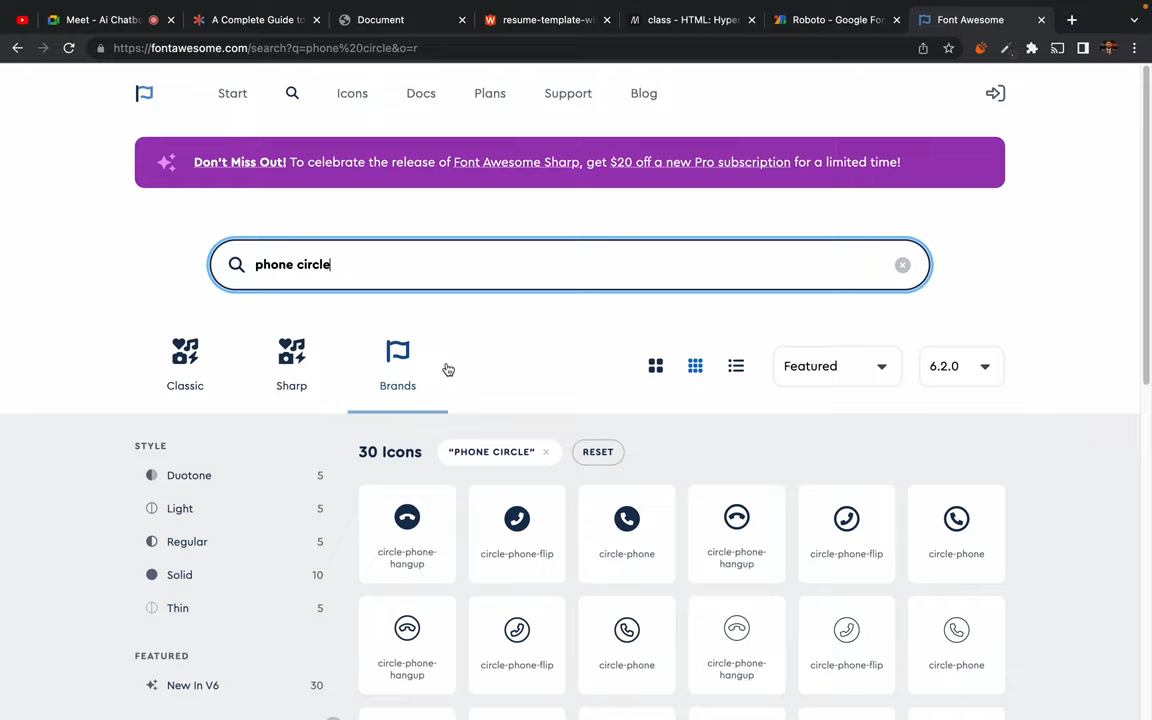 Meet - Ai Chatb
A Complete Guide to
Document
resume-template-wi
class - HTML: Hyper
Roboto - Google Fon
Font Awesome
https://fontawesome.com/search?q=phone%20circle&o=r
Start
Icons
Docs
Plans
Support
Blog
Don't Miss Out! To celebrate the release of Font Awesome Sharp, get $20 off a new Pro subscription for a limited time!
phone circle
Classic
Sharp
Brands
Featured
6.2.0
STYLE
30 Icons
"PHONE CIRCLE" ×
RESET
Duotone 5
Light 5
Regular 5
Solid 10
Thin 5
FEATURED
New In V6 30
circle-phone-
hangup
circle-phone-flip
circle-phone
circle-phone-
hangup
circle-phone-flip
circle-phone
circle-phone-
hangup
circle-phone-flip
circle-phone
circle-phone-
hangup
circle-phone-flip
circle-phone